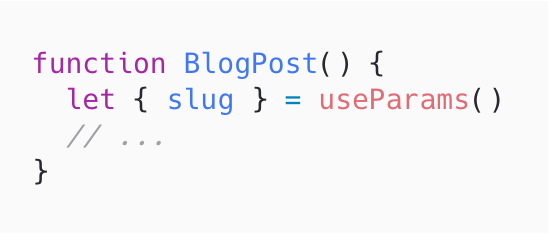 function BlogPost() {
  let { slug } = useParams()
  // ...
}